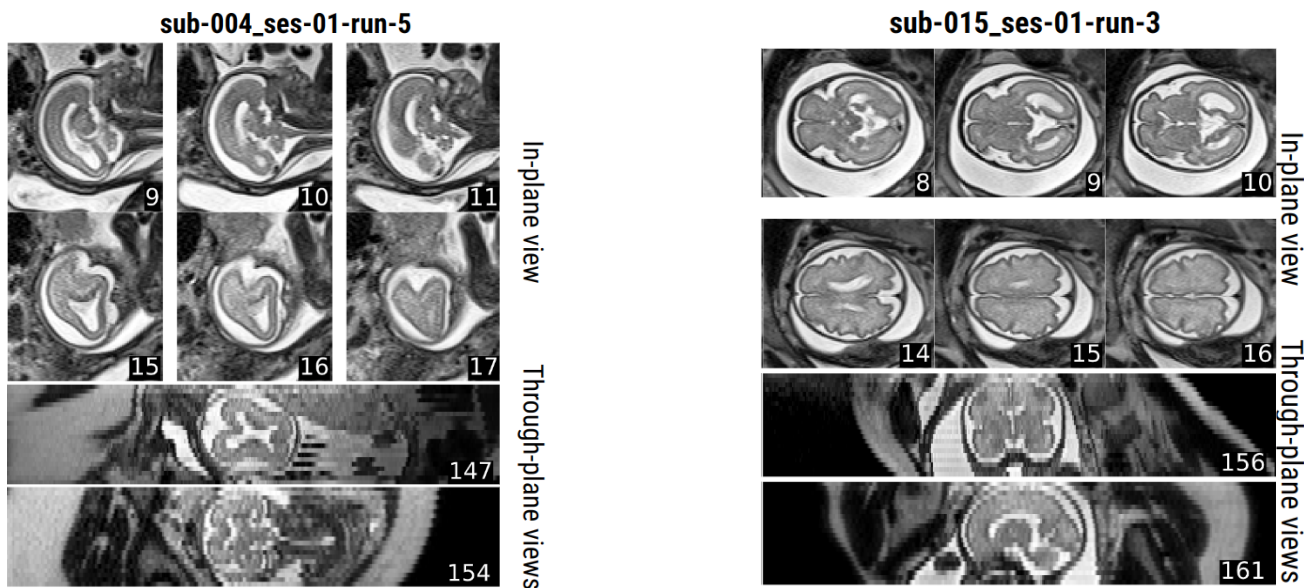 sub-004_ses-01-run-5
9
10
11
15
16
17
147
154
In-plane view
Through-plane views
sub-015_ses-01-run-3
8
9
10
14
15
16
156
161
In-plane view
Through-plane views